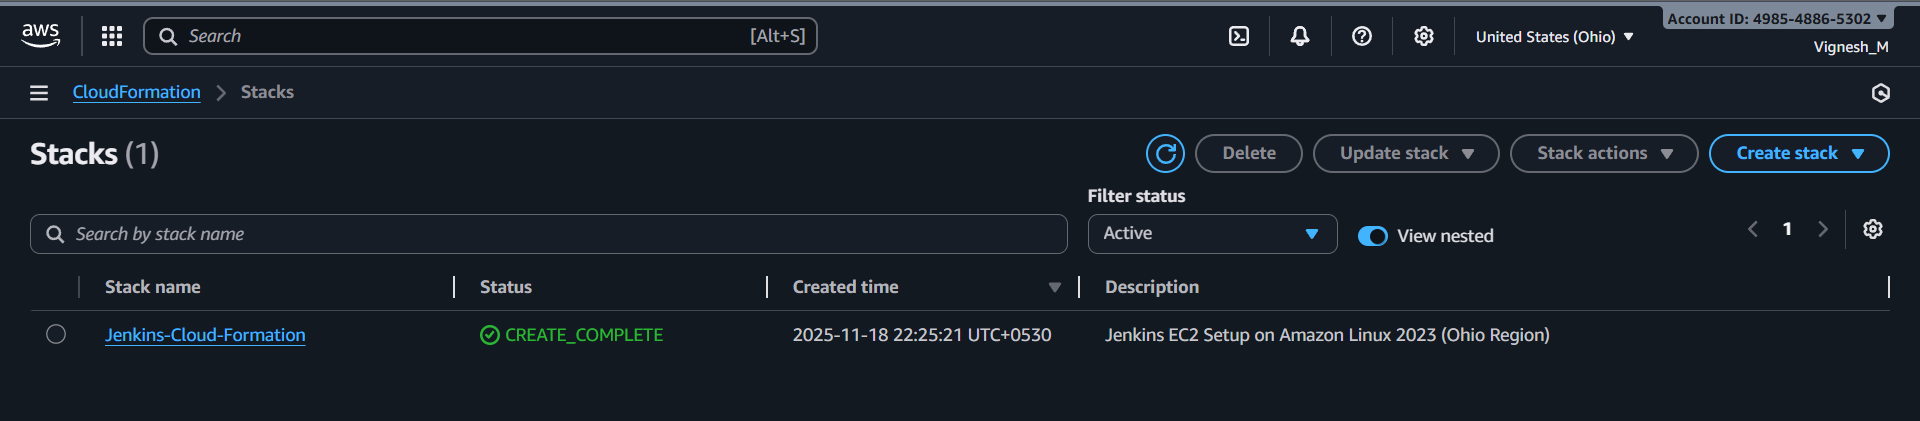 aws
Search [Alt+S]
United States (Ohio)
Account ID: 4985-4886-5302
Vignesh_M
CloudFormation Stacks
Stacks (1)
Delete Update stack Stack actions Create stack
Filter status
Search by stack name Active View nested 1
Stack name Status Created time Description
Jenkins-Cloud-Formation CREATE_COMPLETE 2025-11-18 22:25:21 UTC+0530 Jenkins EC2 Setup on Amazon Linux 2023 (Ohio Region)